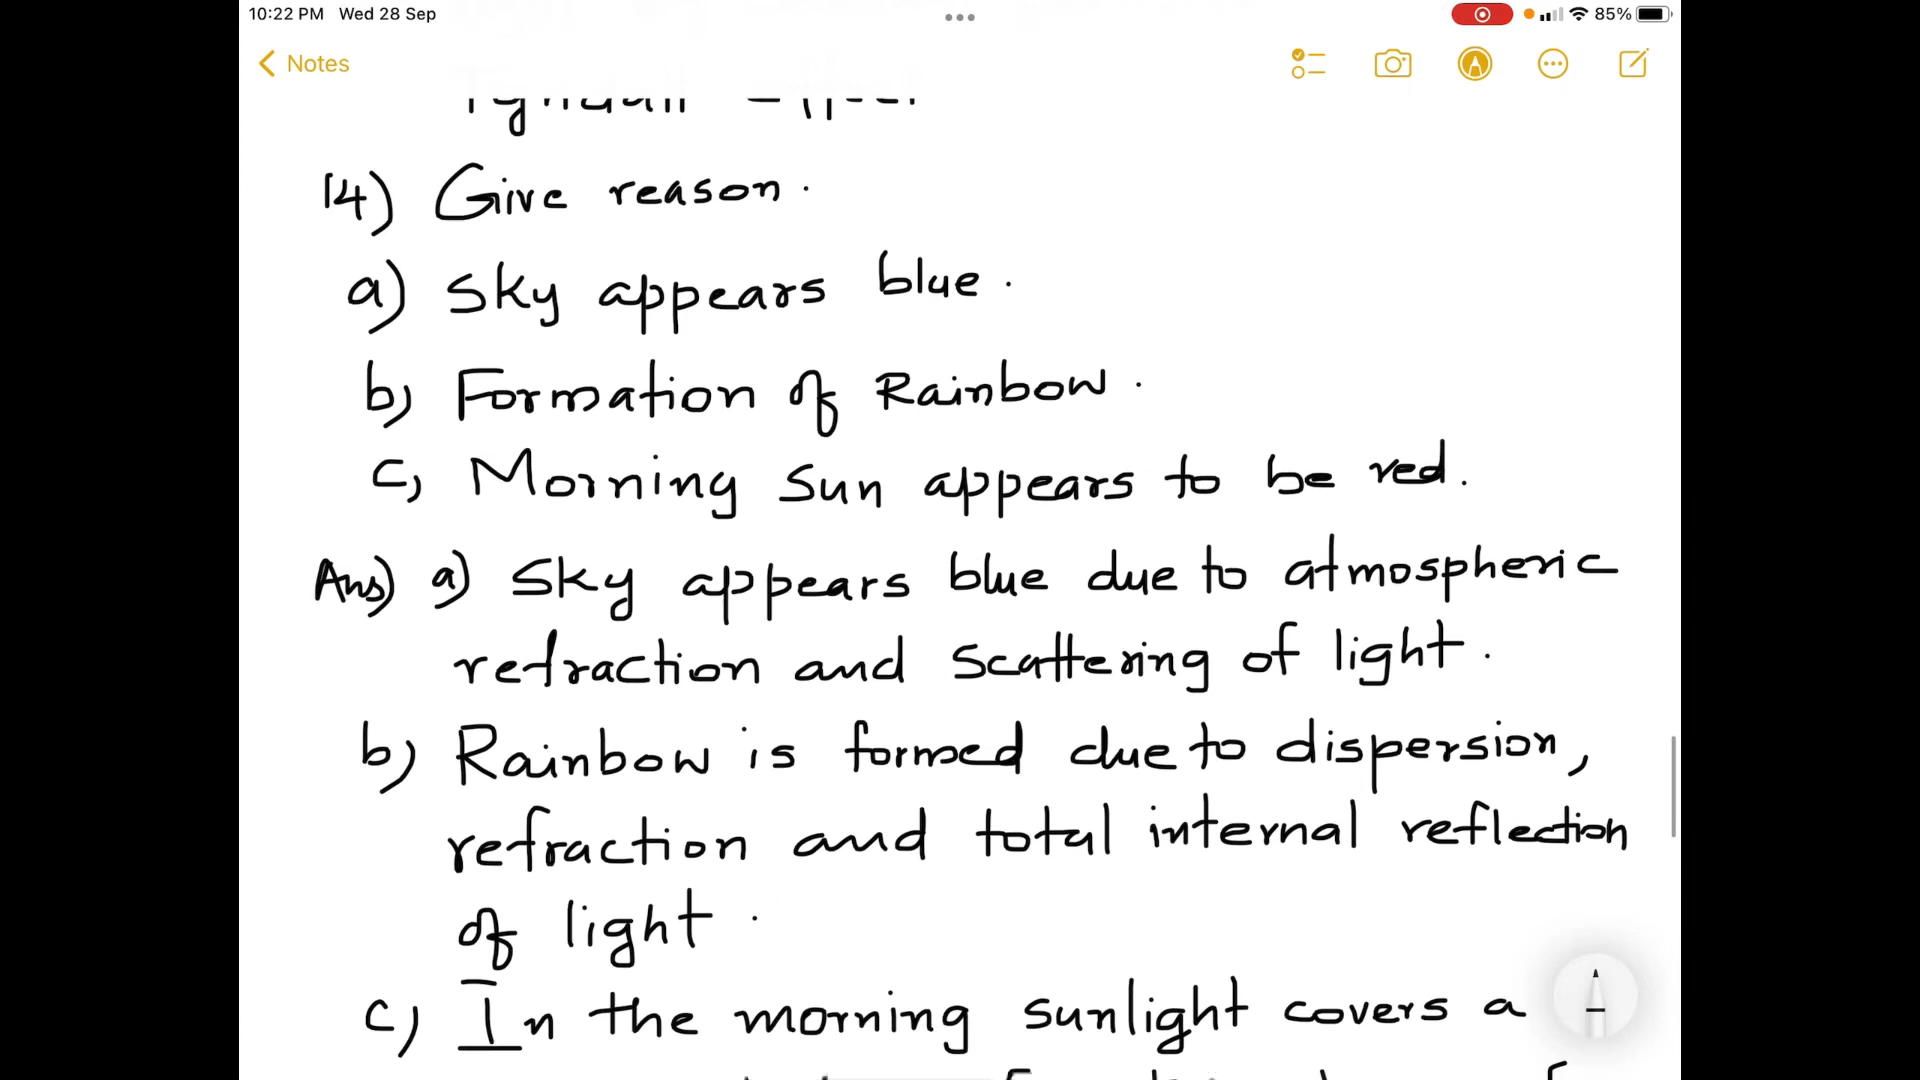 10:22 PM Wed 28 Sep
85%
Notes
Tyndall Effect
14) Give reason.
a) Sky appears blue.
b) Formation of Rainbow.
c) Morning sun appears to be red.
Ans) a) Sky appears blue due to atmospheric
refraction and scattering of light.
b) Rainbow is formed due to dispersion,
refraction and total internal reflection
of light.
c) In the morning sunlight covers a